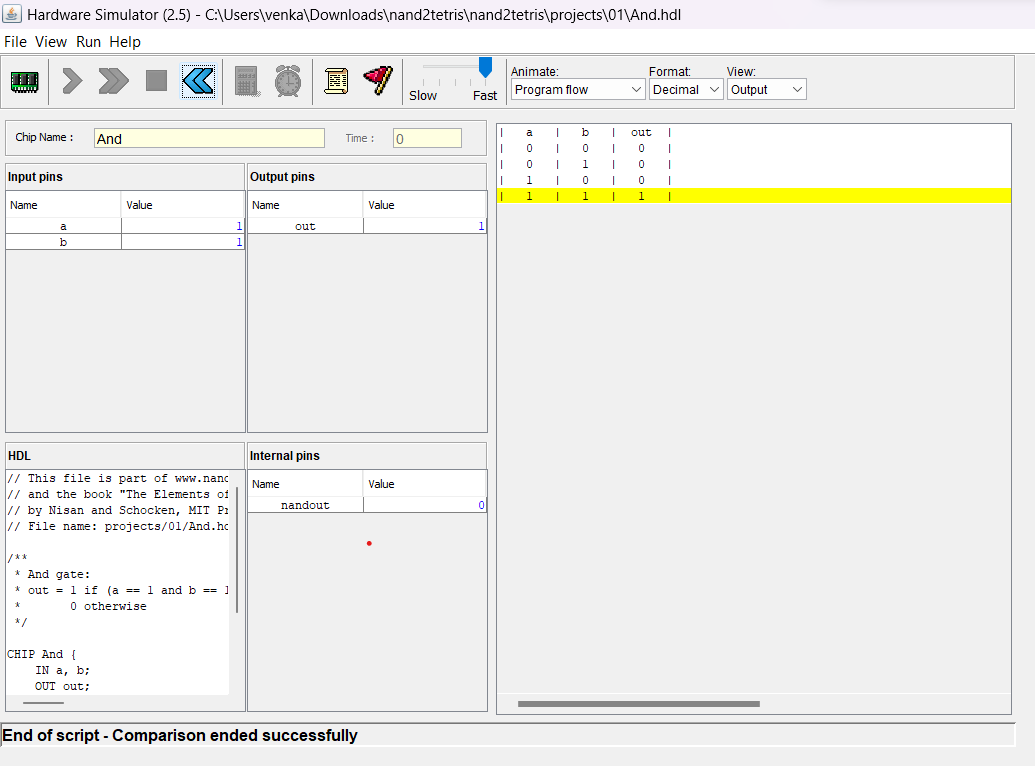 Hardware Simulator (2.5) - C:\Users\venka\Downloads\nand2tetris\nand2tetris\projects\01\And.hdl
File View Run Help
Slow Fast
Animate: Format: View:
Program flow Decimal Output
Chip Name : And Time : 0
Input pins
Name Value
a 1
b 1
Output pins
Name Value
out 1
HDL
// This file is part of www.nand
// and the book "The Elements of
// by Nisan and Schocken, MIT Pr
// File name: projects/01/And.hd
/**
* And gate:
* out = 1 if (a == 1 and b == 1
* 0 otherwise
*/
CHIP And {
IN a, b;
OUT out;
Internal pins
Name Value
nandout 0
| a | b | out |
| 0 | 0 | 0 |
| 0 | 1 | 0 |
| 1 | 0 | 0 |
| 1 | 1 | 1 |
End of script - Comparison ended successfully